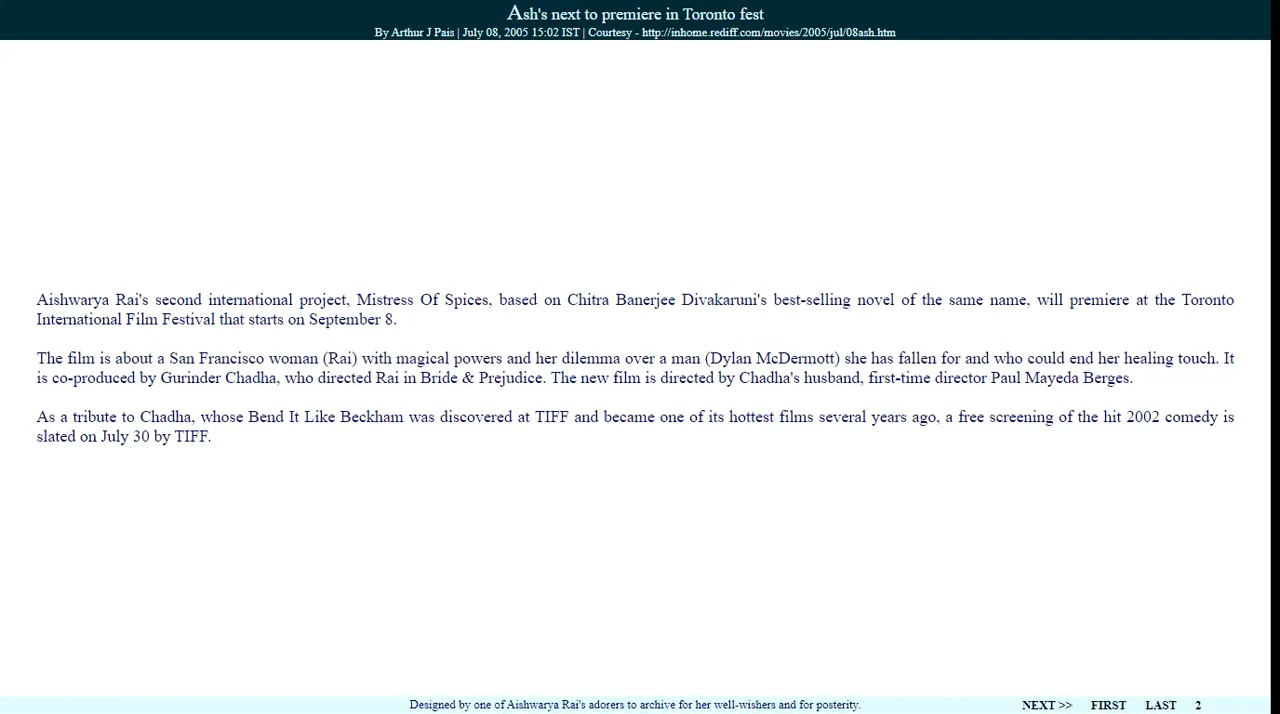 Ash's next to premiere in Toronto fest
By Arthur J Pais | July 08, 2005 15:02 IST | Courtesy - http://inhome.rediff.com/movies/2005/jul/08ash.htm
Aishwarya Rai's second international project, Mistress Of Spices, based on Chitra Banerjee Divakaruni's best-selling novel of the same name, will premiere at the Toronto
International Film Festival that starts on September 8.
The film is about a San Francisco woman (Rai) with magical powers and her dilemma over a man (Dylan McDermott) she has fallen for and who could end her healing touch. It
is co-produced by Gurinder Chadha, who directed Rai in Bride & Prejudice. The new film is directed by Chadha's husband, first-time director Paul Mayeda Berges.
As a tribute to Chadha, whose Bend It Like Beckham was discovered at TIFF and became one of its hottest films several years ago, a free screening of the hit 2002 comedy is
slated on July 30 by TIFF.
Designed by one of Aishwarya Rai's adorers to archive for her well-wishers and for posterity. NEXT >> FIRST LAST 2